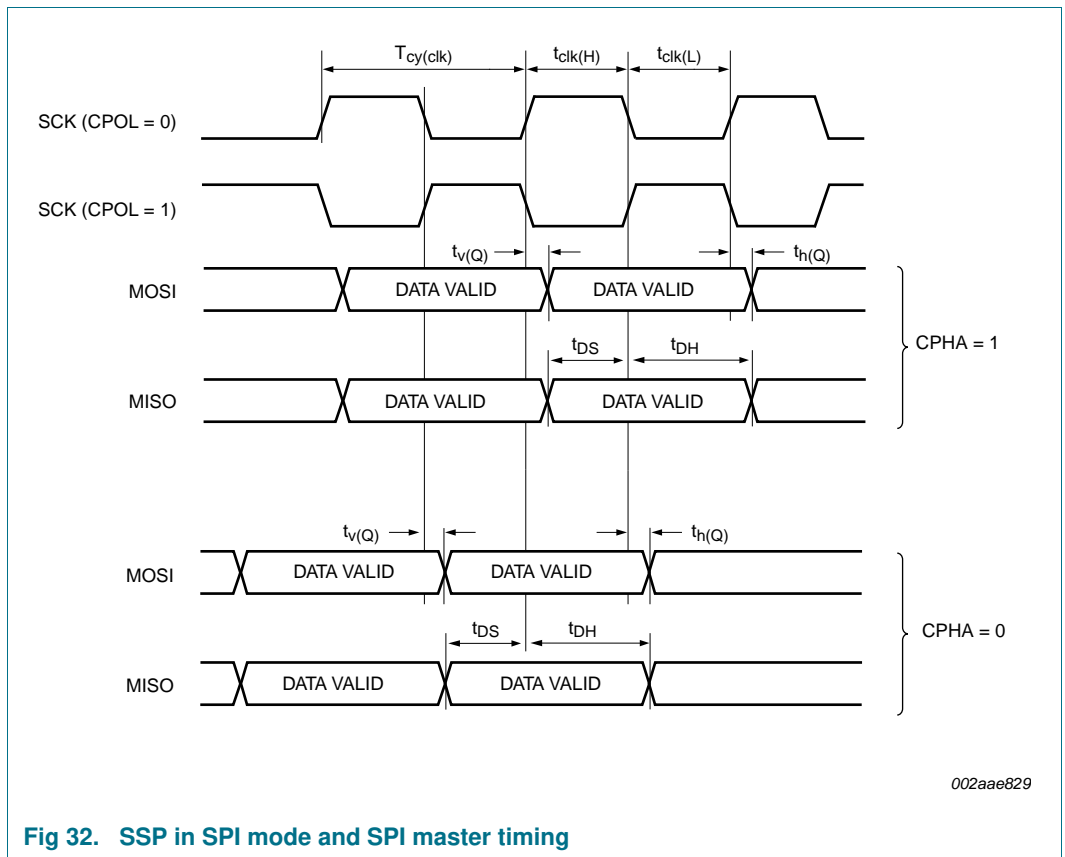 Tcy(clk) tclk(H) tclk(L)
SCK (CPOL = 0)
SCK (CPOL = 1)
tv(Q) th(Q)
MOSI DATA VALID DATA VALID
tDS tDH
CPHA = 1
MISO DATA VALID DATA VALID
tv(Q) th(Q)
MOSI DATA VALID DATA VALID
tDS tDH
CPHA = 0
MISO DATA VALID DATA VALID
002aae829
Fig 32. SSP in SPI mode and SPI master timing